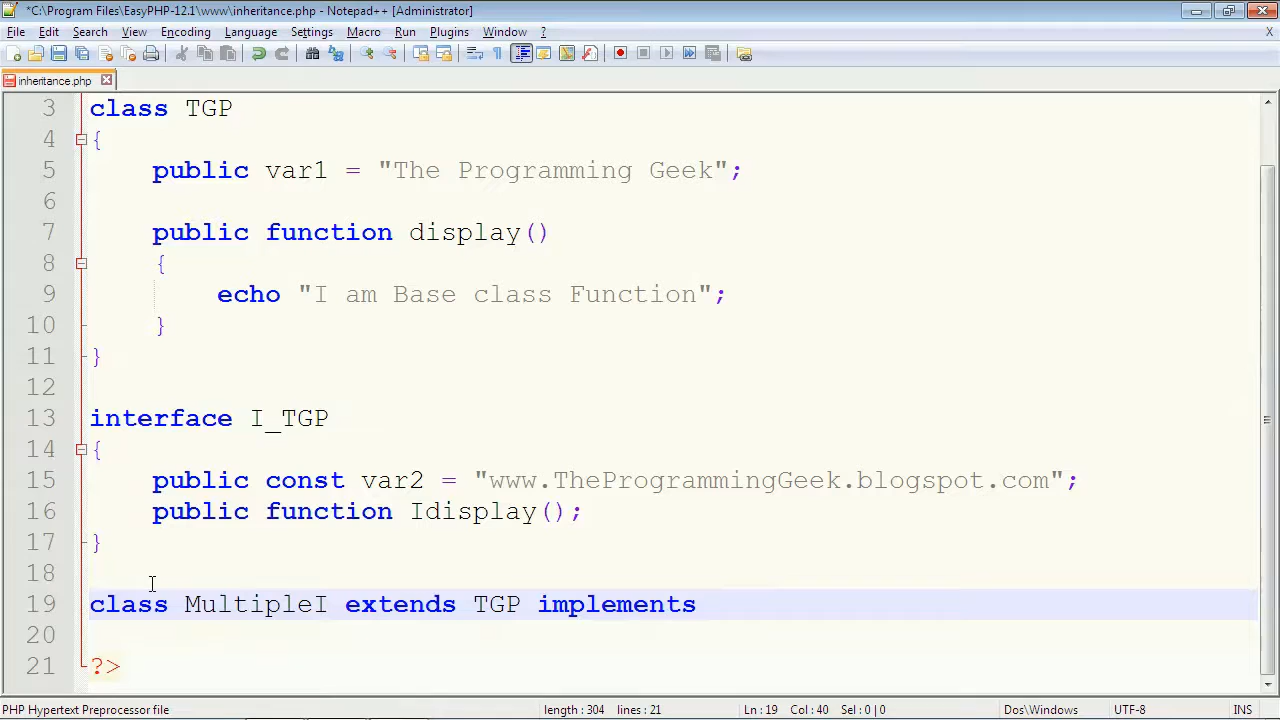 *C:\Program Files\EasyPHP-12.1\www\inheritance.php - Notepad++ [Administrator]
File Edit Search View Encoding Language Settings Macro Run Plugins Window ? X
inheritance.php
3 class TGP
4 {
5 public var1 = "The Programming Geek";
6
7 public function display()
8 {
9 echo "I am Base class Function";
10 }
11 }
12
13 interface I_TGP
14 {
15 public const var2 = "www.TheProgrammingGeek.blogspot.com";
16 public function Idisplay();
17 }
18
19 class MultipleI extends TGP implements
20
21 ?>
PHP Hypertext Preprocessor file length : 304 lines : 21 Ln : 19 Col : 40 Sel : 0 | 0 Dos\Windows UTF-8 INS